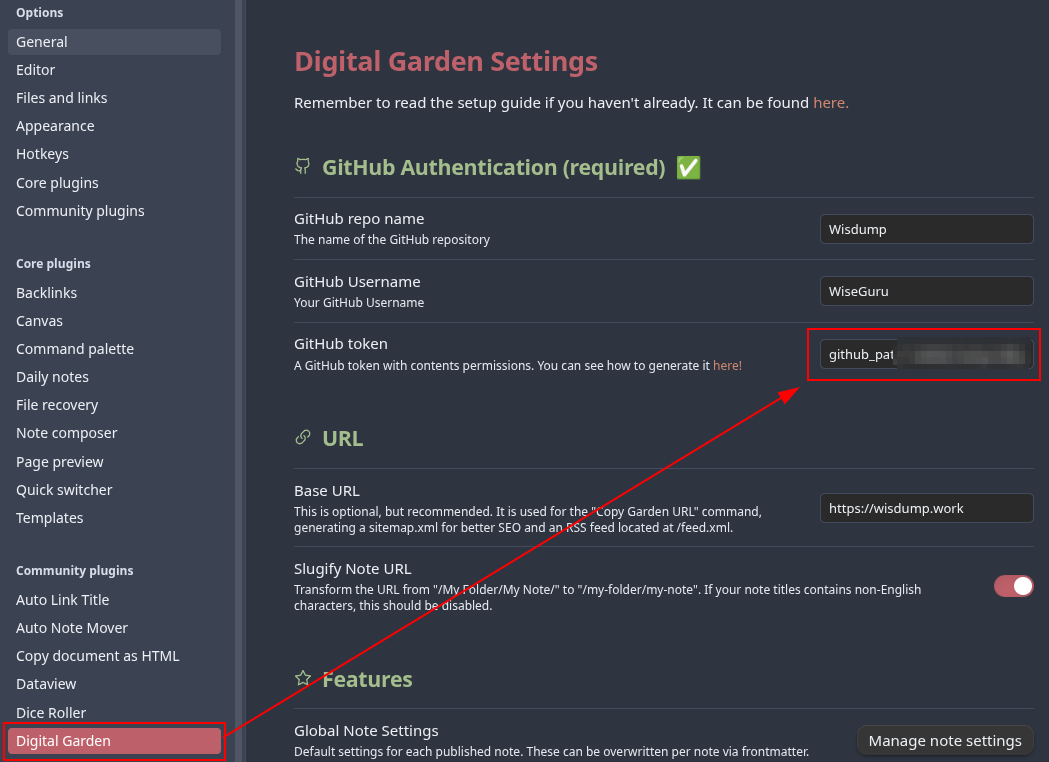 Options
General
Editor
Files and links
Appearance
Hotkeys
Core plugins
Community plugins
Core plugins
Backlinks
Canvas
Command palette
Daily notes
File recovery
Note composer
Page preview
Quick switcher
Templates
Community plugins
Auto Link Title
Auto Note Mover
Copy document as HTML
Dataview
Dice Roller
Digital Garden
Digital Garden Settings
Remember to read the setup guide if you haven't already. It can be found here.
GitHub Authentication (required) ✅
GitHub repo name
The name of the GitHub repository
Wisdump
GitHub Username
Your GitHub Username
WiseGuru
GitHub token
A GitHub token with contents permissions. You can see how to generate it here!
github_pat
URL
Base URL
This is optional, but recommended. It is used for the "Copy Garden URL" command,
generating a sitemap.xml for better SEO and an RSS feed located at /feed.xml.
https://wisdump.work
Slugify Note URL
Transform the URL from "/My Folder/My Note/" to "/my-folder/my-note". If your note titles contains non-English
characters, this should be disabled.
Features
Global Note Settings
Default settings for each published note. These can be overwritten per note via frontmatter.
Manage note settings